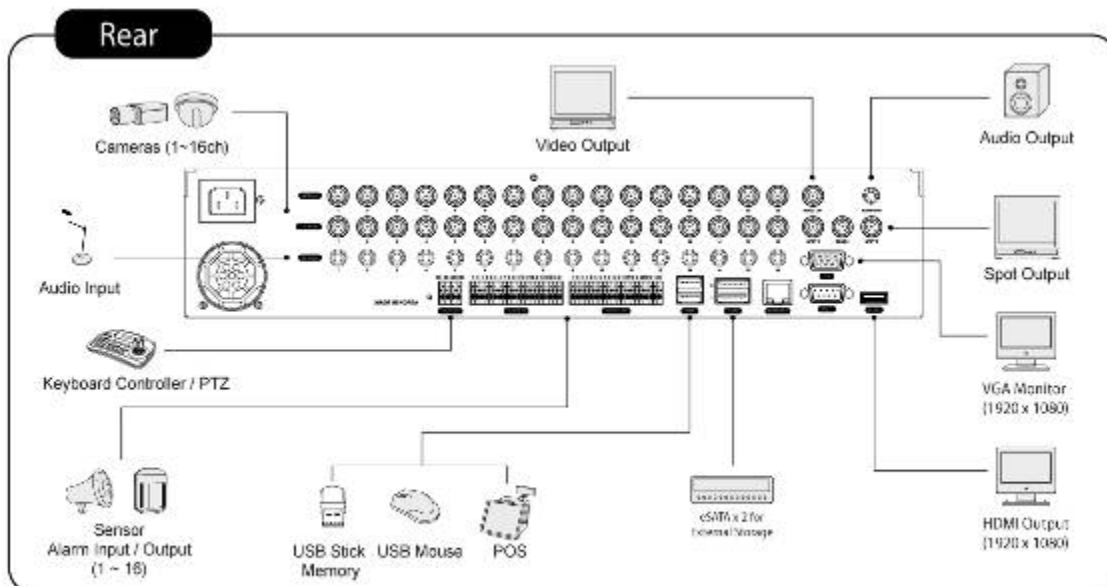 Rear
Cameras (1~16ch)
Video Output
Audio Output
Audio Input
Spot Output
Keyboard Controller / PTZ
VGA Monitor
(1920 x 1080)
Sensor
Alarm Input / Output
(1 ~ 16)
USB Stick
Memory
USB Mouse
POS
eSATA x 2 for
External Storage
HDMI Output
(1920 x 1080)